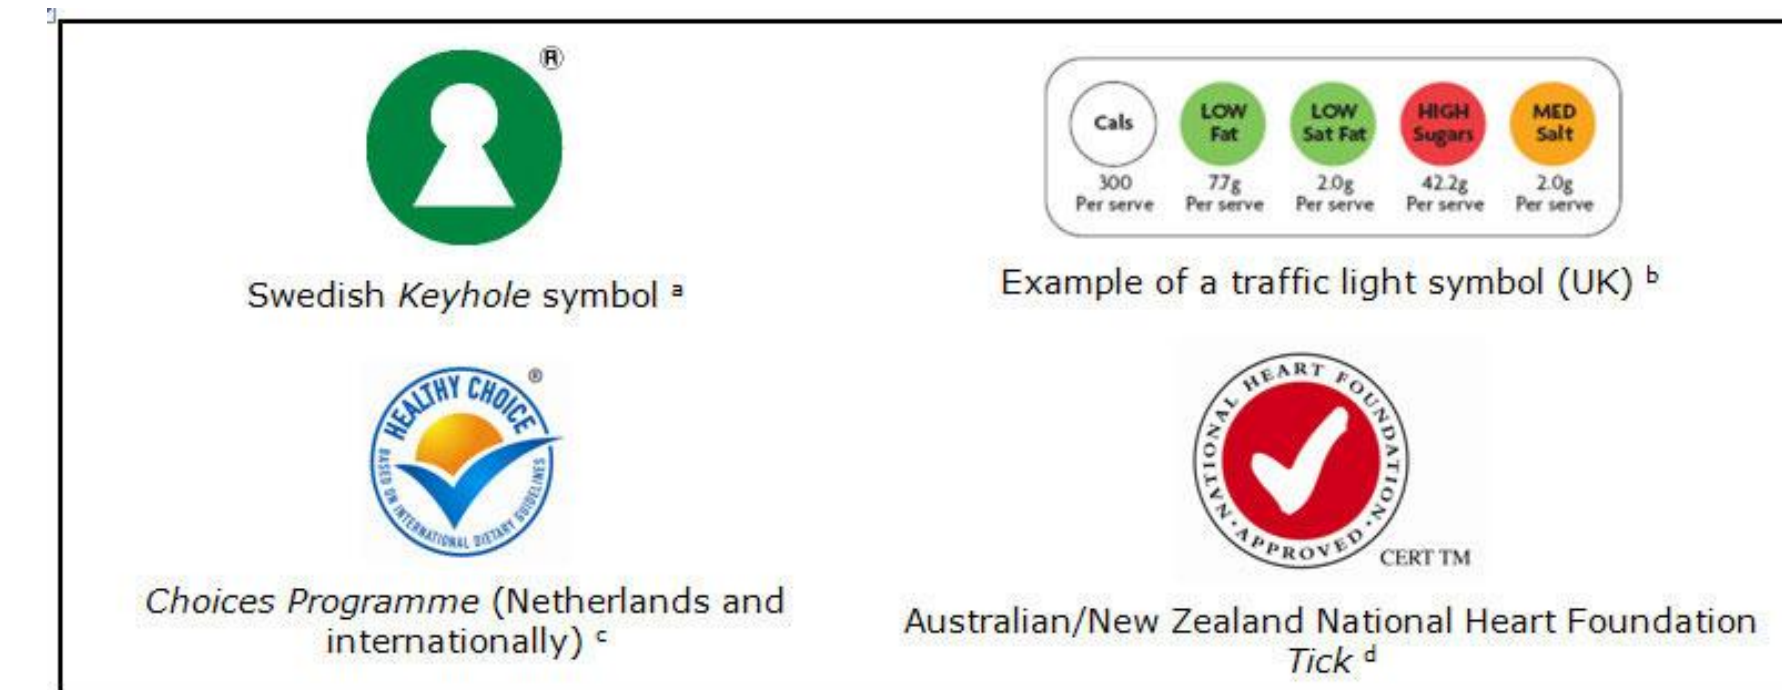 ®
Swedish Keyhole symbol a
Cals
LOW Fat
LOW Sat Fat
HIGH Sugars
MED Salt
300 Per serve
7.7g Per serve
2.0g Per serve
42.2g Per serve
2.0g Per serve
Example of a traffic light symbol (UK) b
HEALTHY CHOICE ®
BASED ON INTERNATIONAL DIETARY GUIDELINES
Choices Programme (Netherlands and
internationally) c
NATIONAL HEART FOUNDATION
· APPROVED ·
CERT TM
Australian/New Zealand National Heart Foundation
Tick d